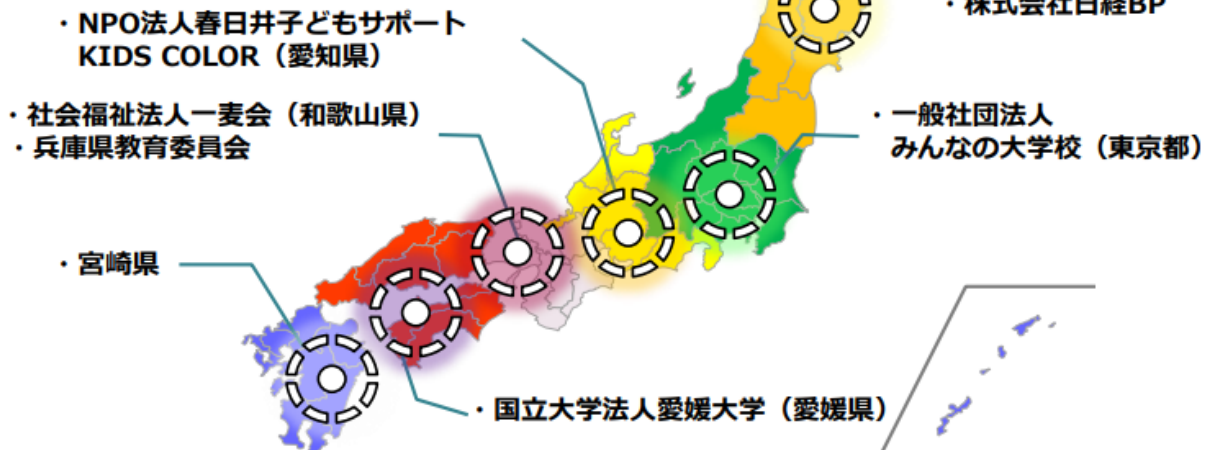 ・NPO法人春日井子どもサポート
KIDS COLOR（愛知県）
・株式会社日経BP
・社会福祉法人一麦会（和歌山県）
・兵庫県教育委員会
・一般社団法人
みんなの大学校（東京都）
・宮崎県
・国立大学法人愛媛大学（愛媛県）